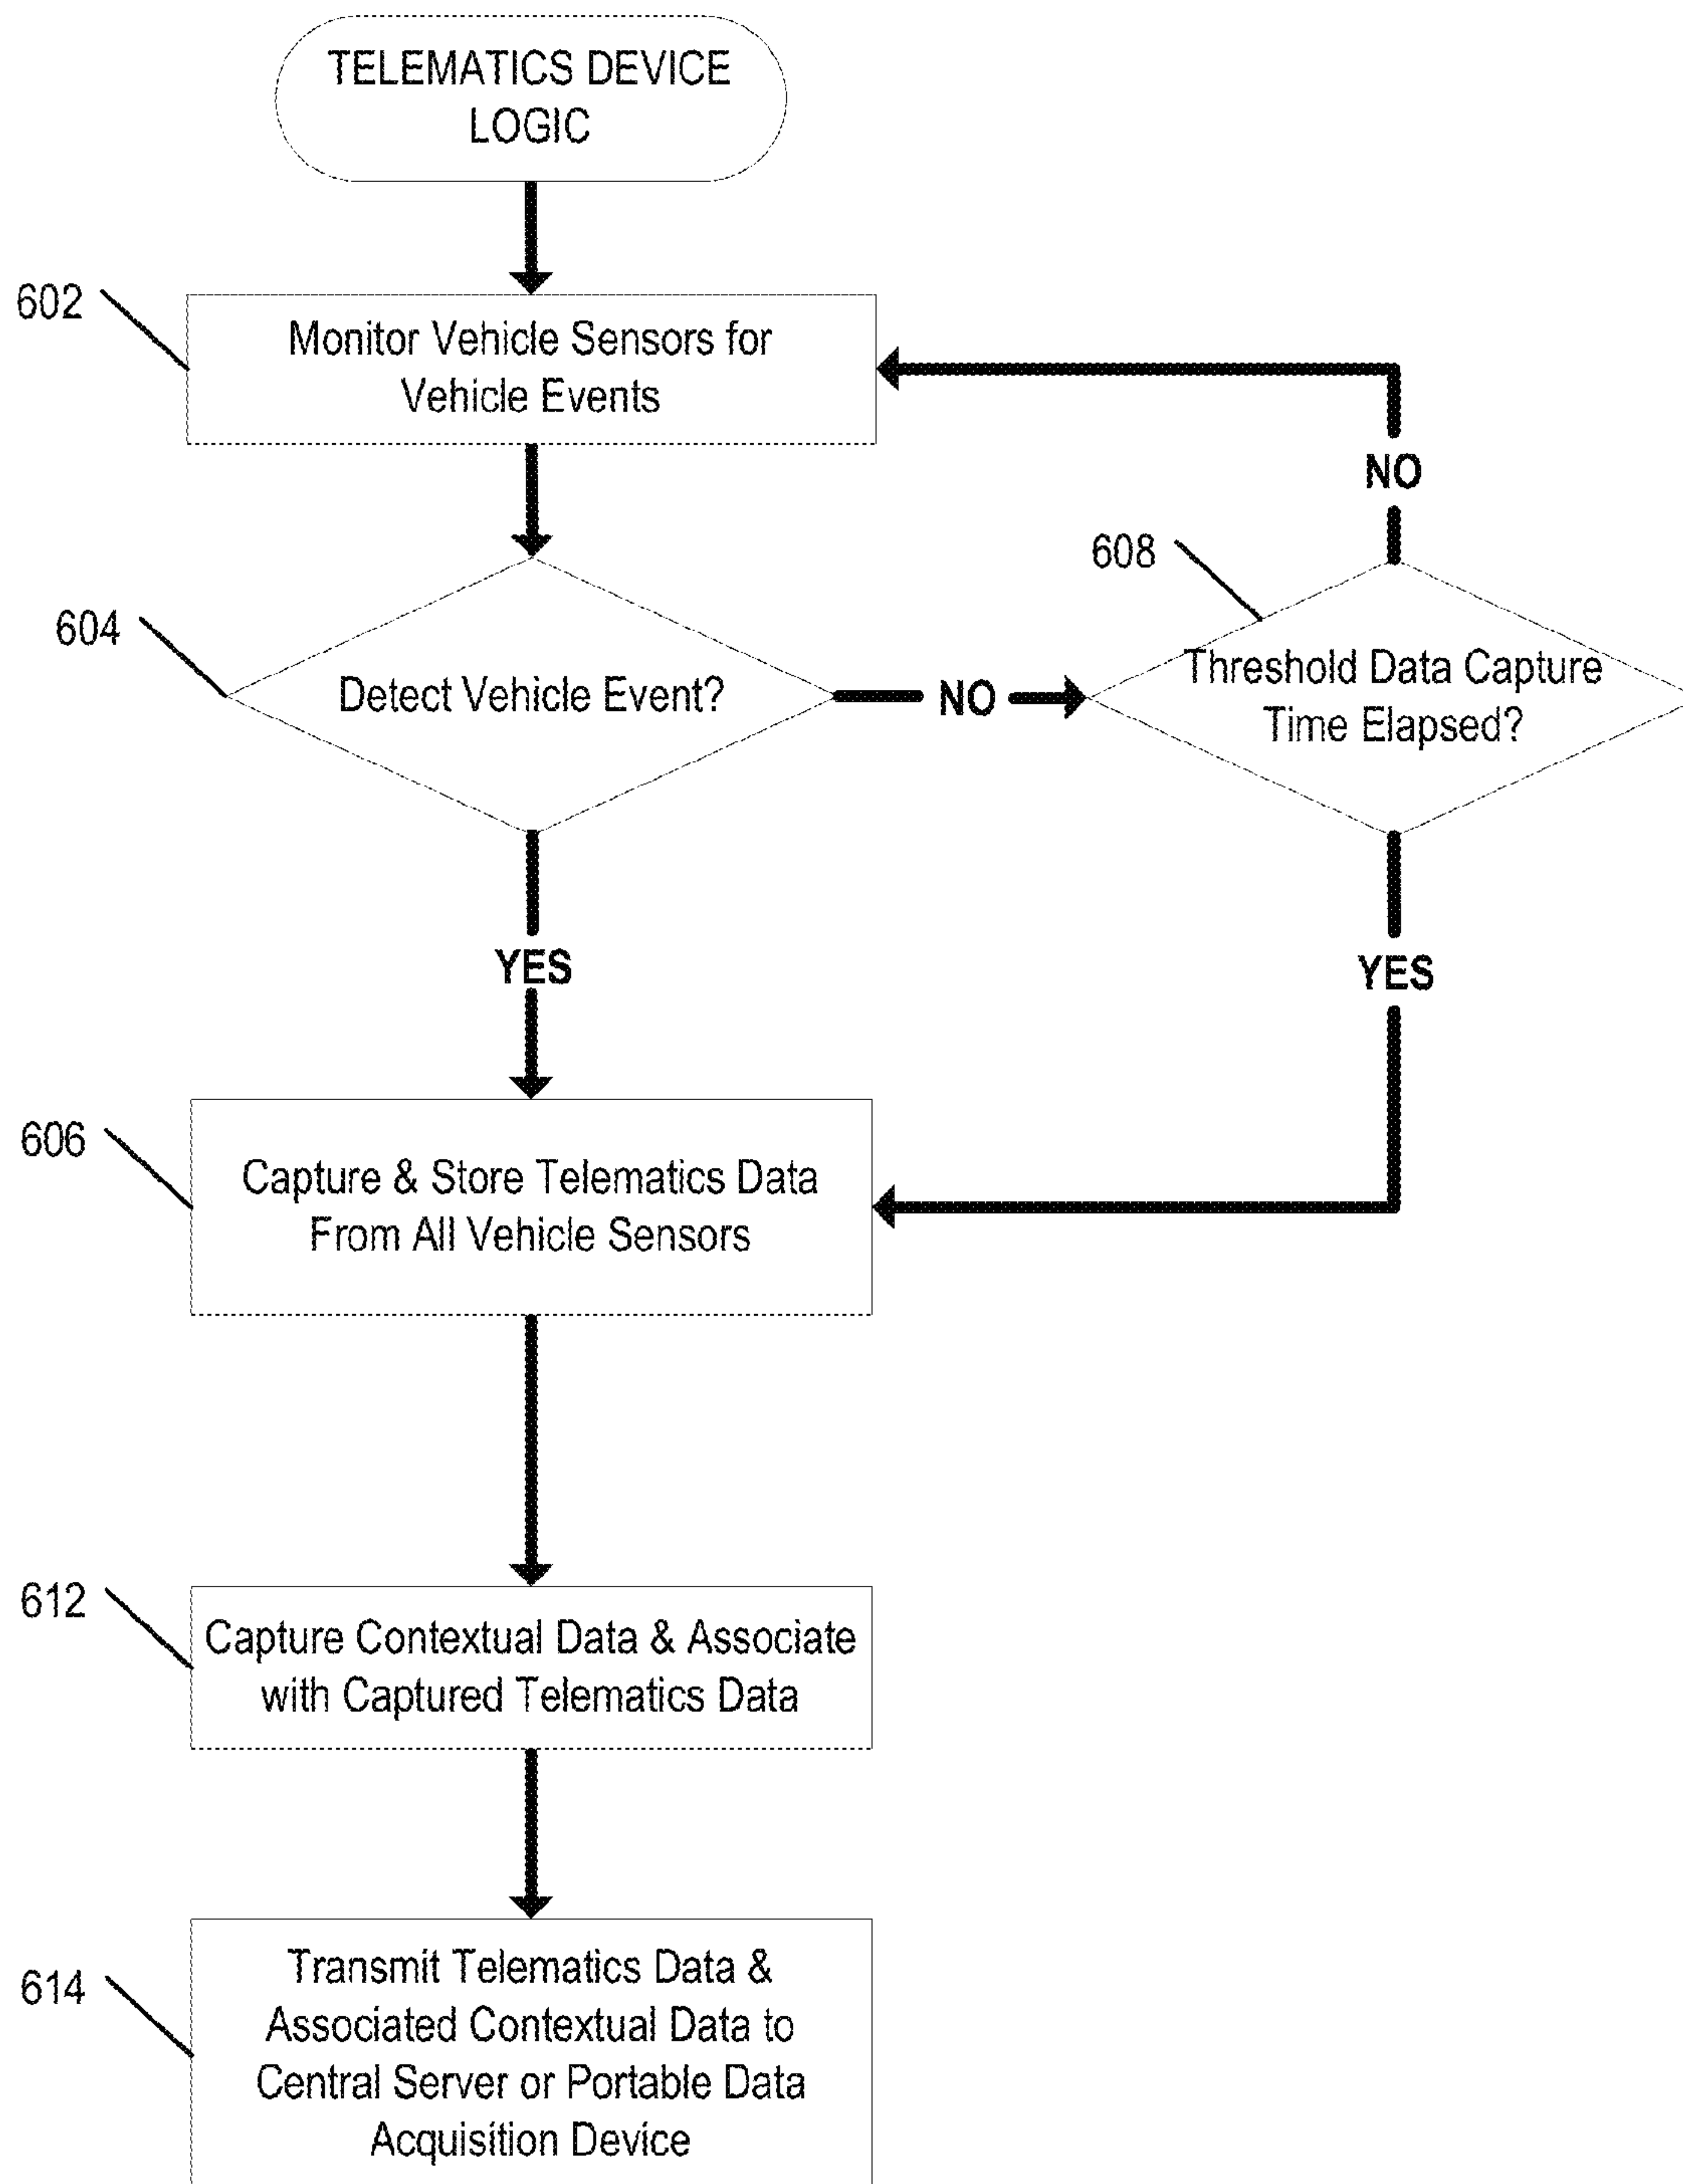 TELEMATICS DEVICE
LOGIC
602
Monitor Vehicle Sensors for
Vehicle Events
NO
608
604
Detect Vehicle Event?
NO
Threshold Data Capture
Time Elapsed?
YES
YES
606
Capture & Store Telematics Data
From All Vehicle Sensors
612
Capture Contextual Data & Associate
with Captured Telematics Data
614
Transmit Telematics Data &
Associated Contextual Data to
Central Server or Portable Data
Acquisition Device